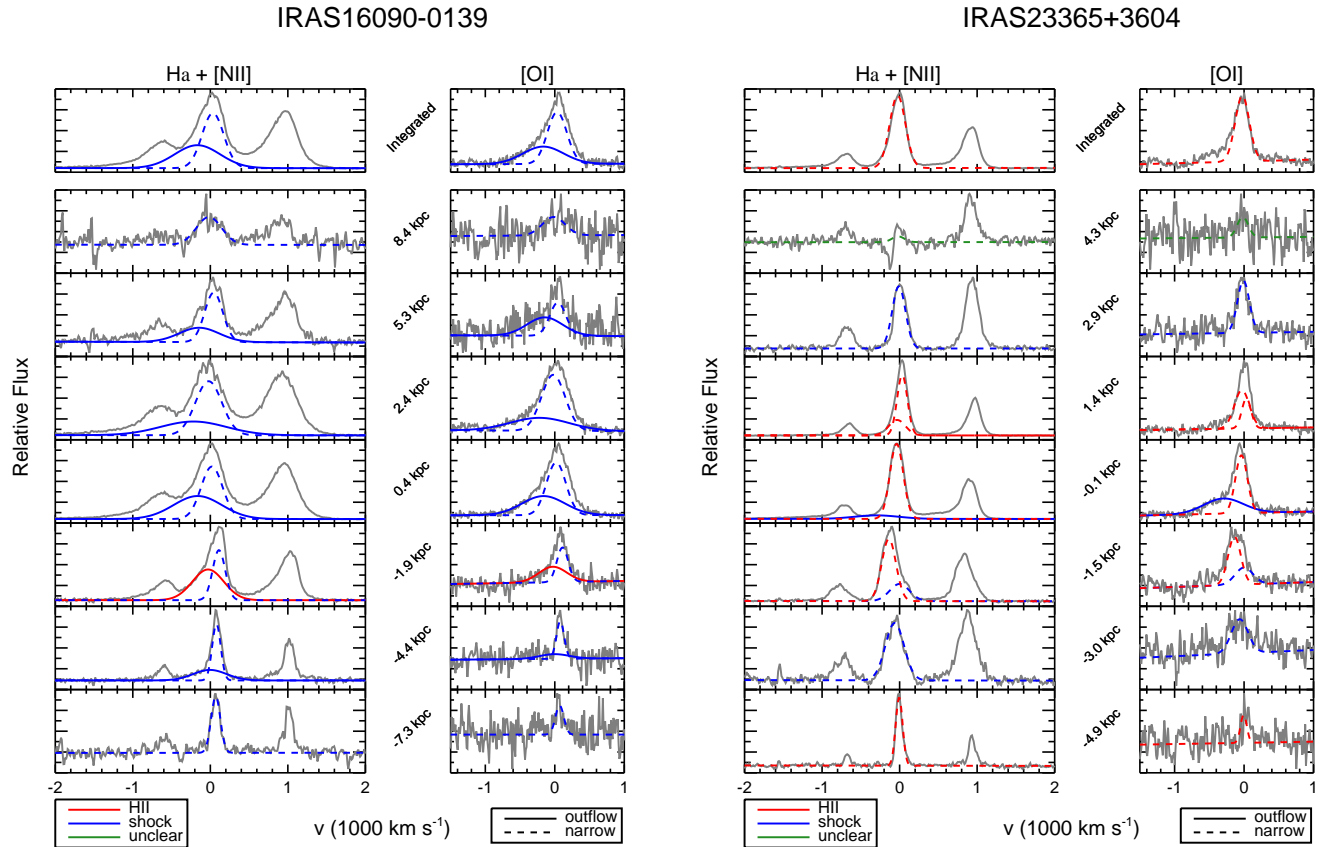 IRAS16090-0139
IRAS23365+3604
Ha + [NII]
[OI]
Ha + [NII]
[OI]
Integrated
8.4 kpc
5.3 kpc
2.4 kpc
0.4 kpc
-1.9 kpc
-4.4 kpc
-7.3 kpc
Integrated
4.3 kpc
2.9 kpc
1.4 kpc
-0.1 kpc
-1.5 kpc
-3.0 kpc
-4.9 kpc
Relative Flux
Relative Flux
-2 -1 0 1 2
-1 0 1
-2 -1 0 1 2
-1 0 1
HII
shock
unclear
v (1000 km s-1)
outflow
narrow
HII
shock
unclear
v (1000 km s-1)
outflow
narrow